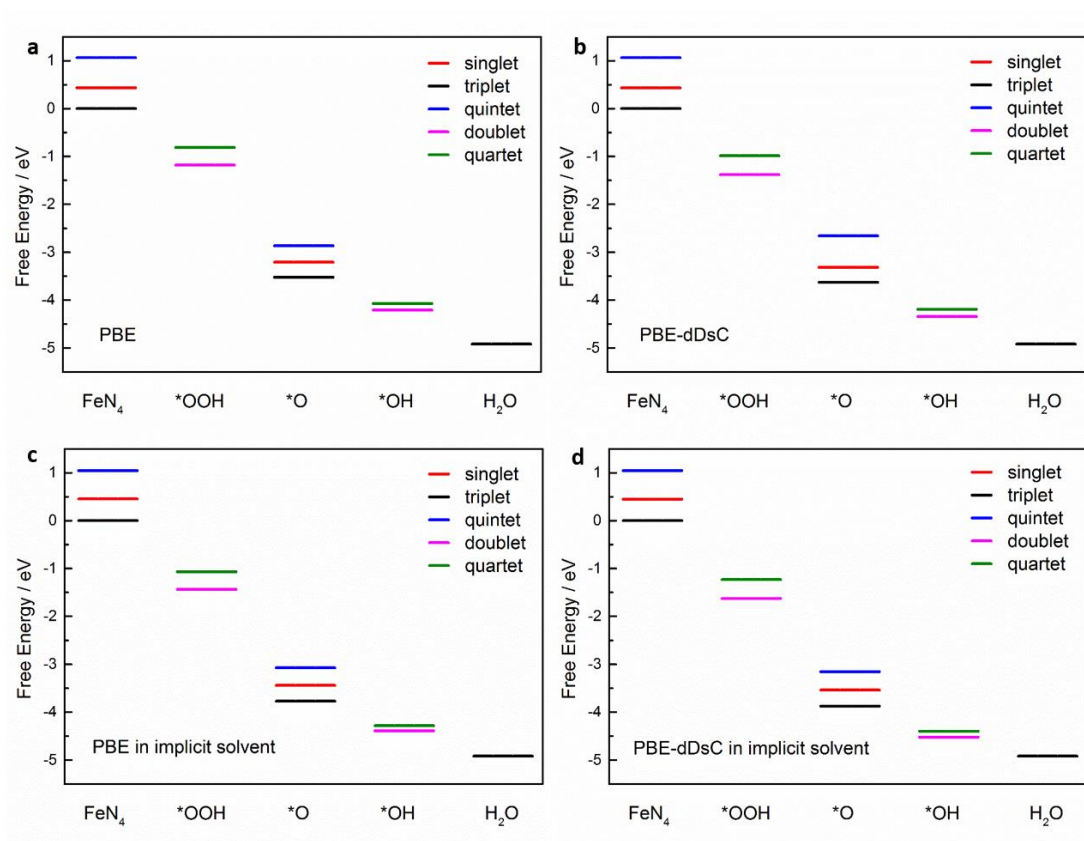 a
singlet
triplet
quintet
doublet
quartet
1
0
-1
-2
-3
-4
-5
Free Energy / eV
PBE
FeN₄
*OOH
*O
*OH
H₂O
b
singlet
triplet
quintet
doublet
quartet
1
0
-1
-2
-3
-4
-5
Free Energy / eV
PBE-dDsC
FeN₄
*OOH
*O
*OH
H₂O
c
singlet
triplet
quintet
doublet
quartet
1
0
-1
-2
-3
-4
-5
Free Energy / eV
PBE in implicit solvent
FeN₄
*OOH
*O
*OH
H₂O
d
singlet
triplet
quintet
doublet
quartet
1
0
-1
-2
-3
-4
-5
Free Energy / eV
PBE-dDsC in implicit solvent
FeN₄
*OOH
*O
*OH
H₂O